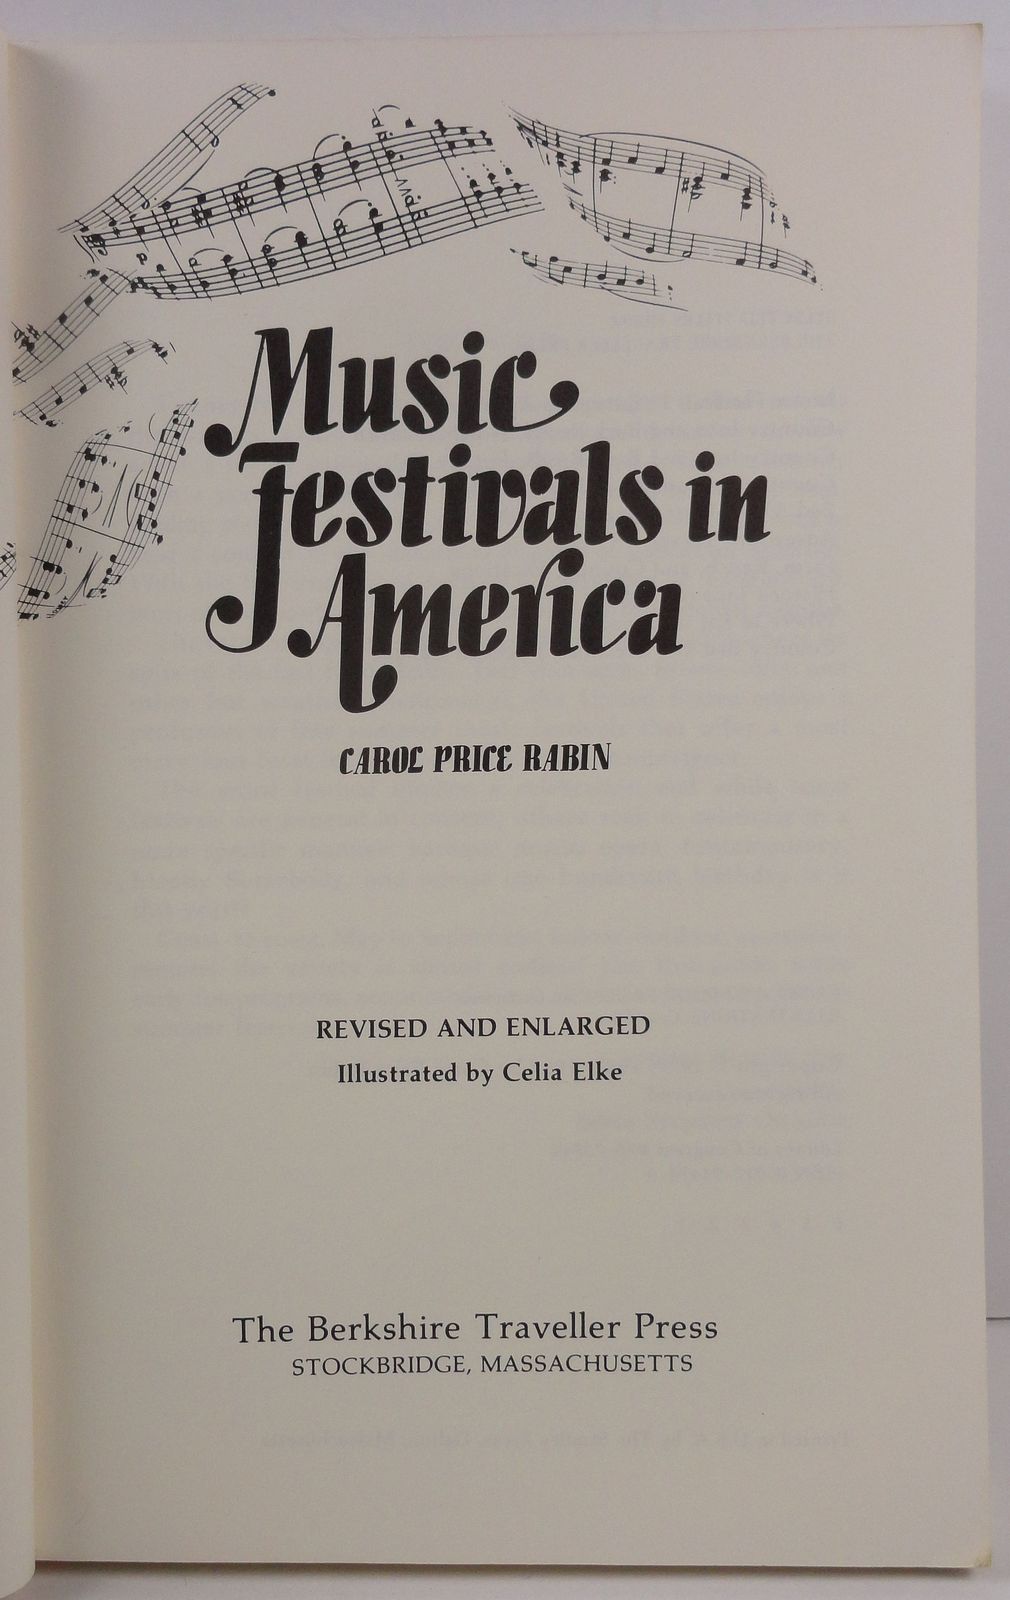 Music
Festivals in
America
CAROL PRICE RABIN
REVISED AND ENLARGED
Illustrated by Celia Elke
The Berkshire Traveller Press
STOCKBRIDGE, MASSACHUSETTS